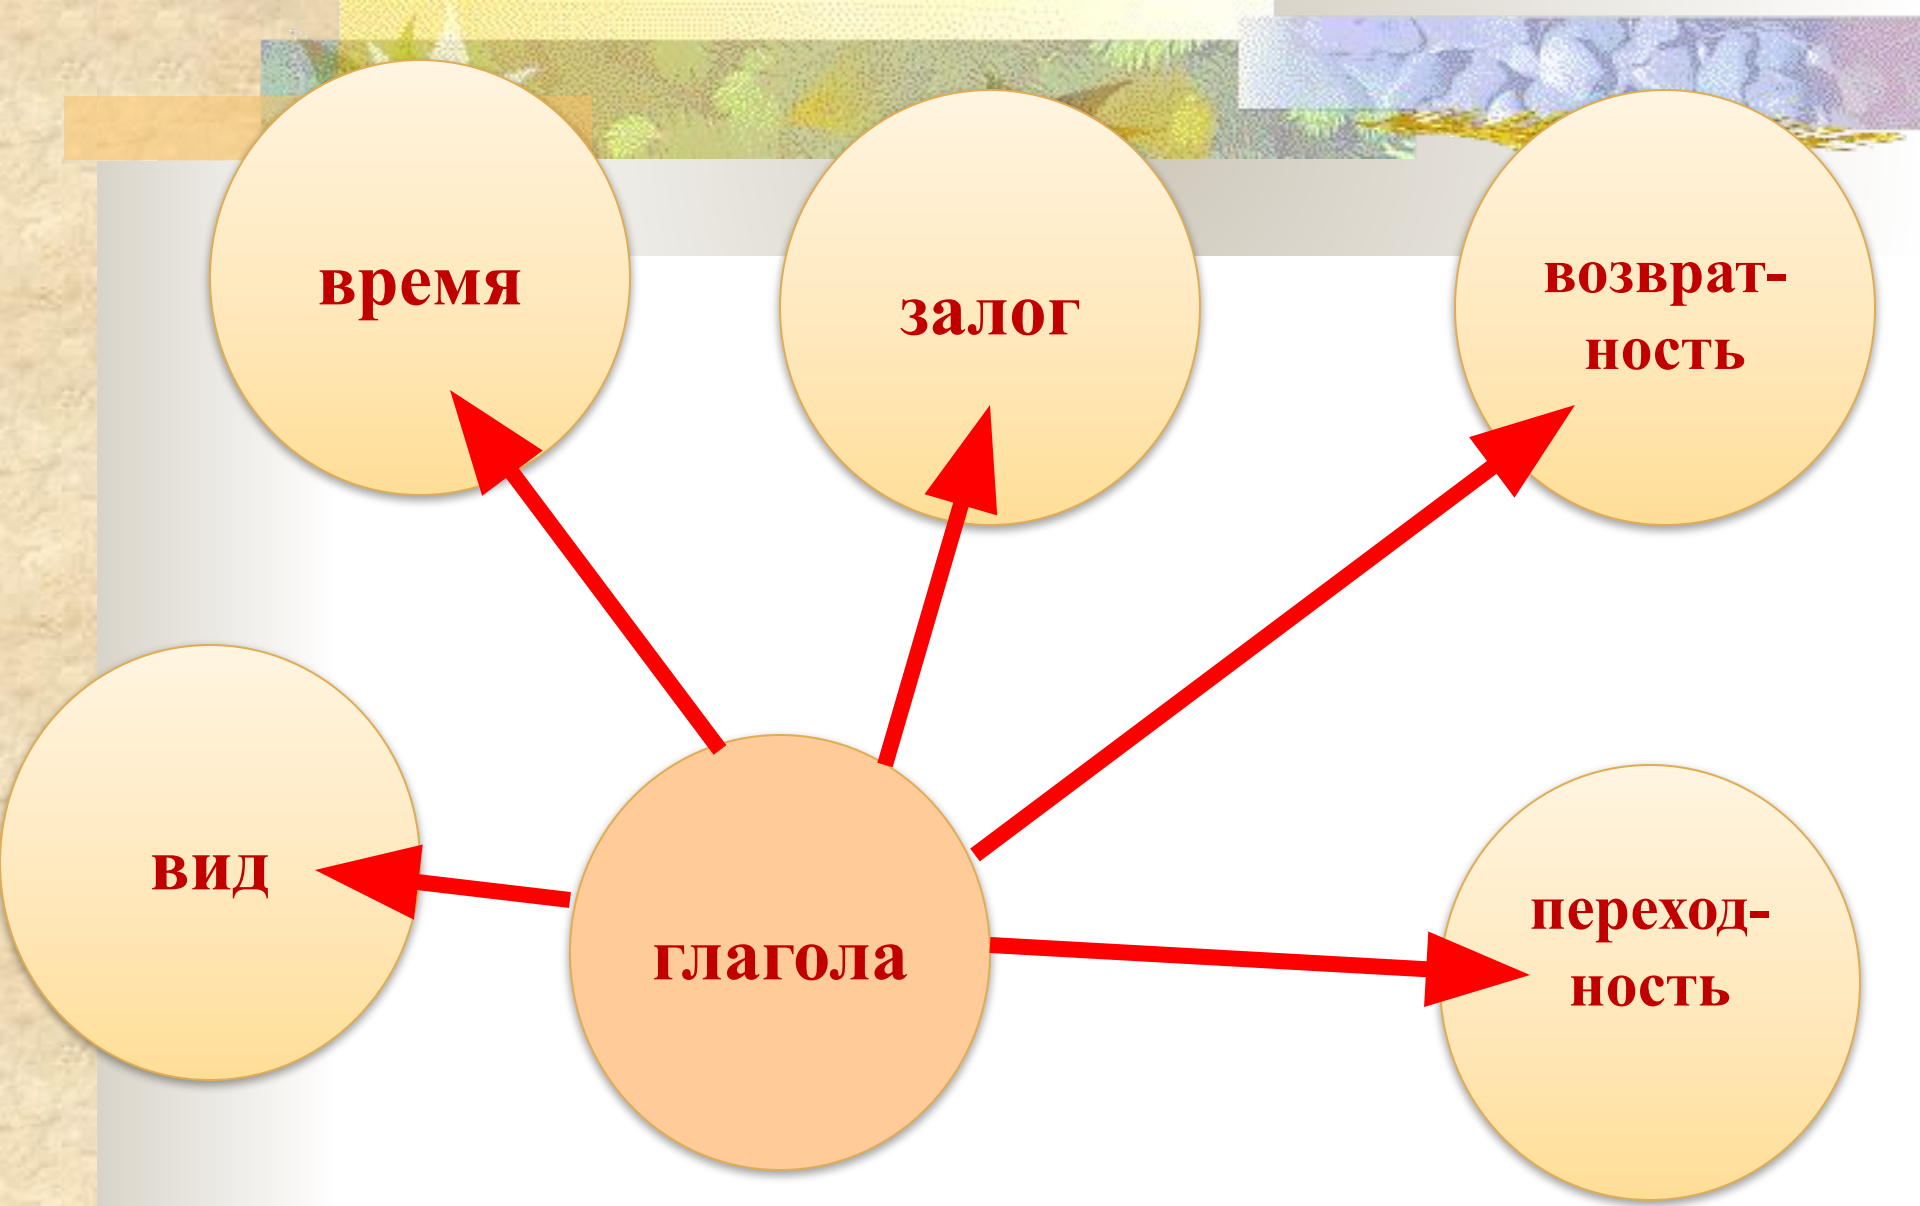 время
залог
возврат-
ность
вид
глагола
переход-
ность